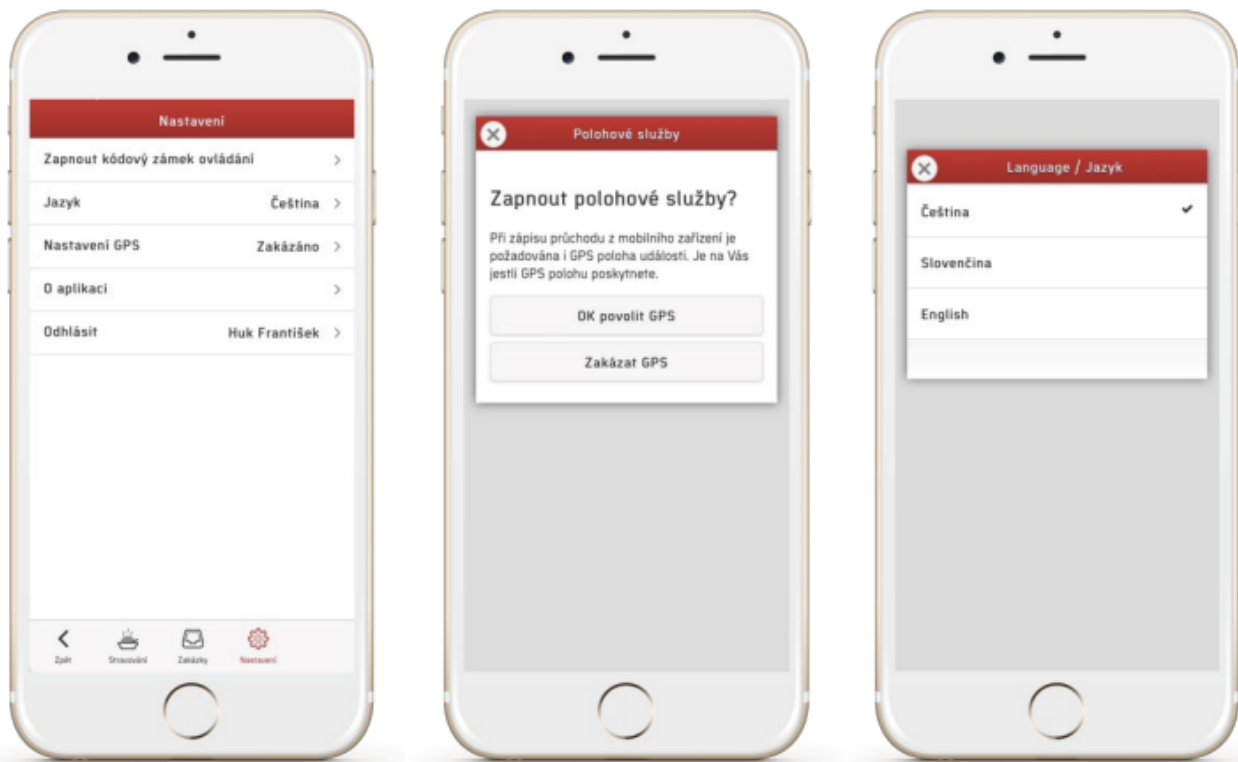 Nastavení
Zapnout kódový zámek ovládání
Jazyk Čeština
Nastavení GPS Zakázáno
O aplikaci
Odhlásit Huk František
Zpět Stravování Zakázky Nastavení
Polohové služby
Zapnout polohové služby?
Při zápisu průchodu z mobilního zařízení je
požadována i GPS poloha události. Je na Vás
jestli GPS polohu poskytnete.
OK povolit GPS
Zakázat GPS
Language / Jazyk
Čeština
Slovenčina
English